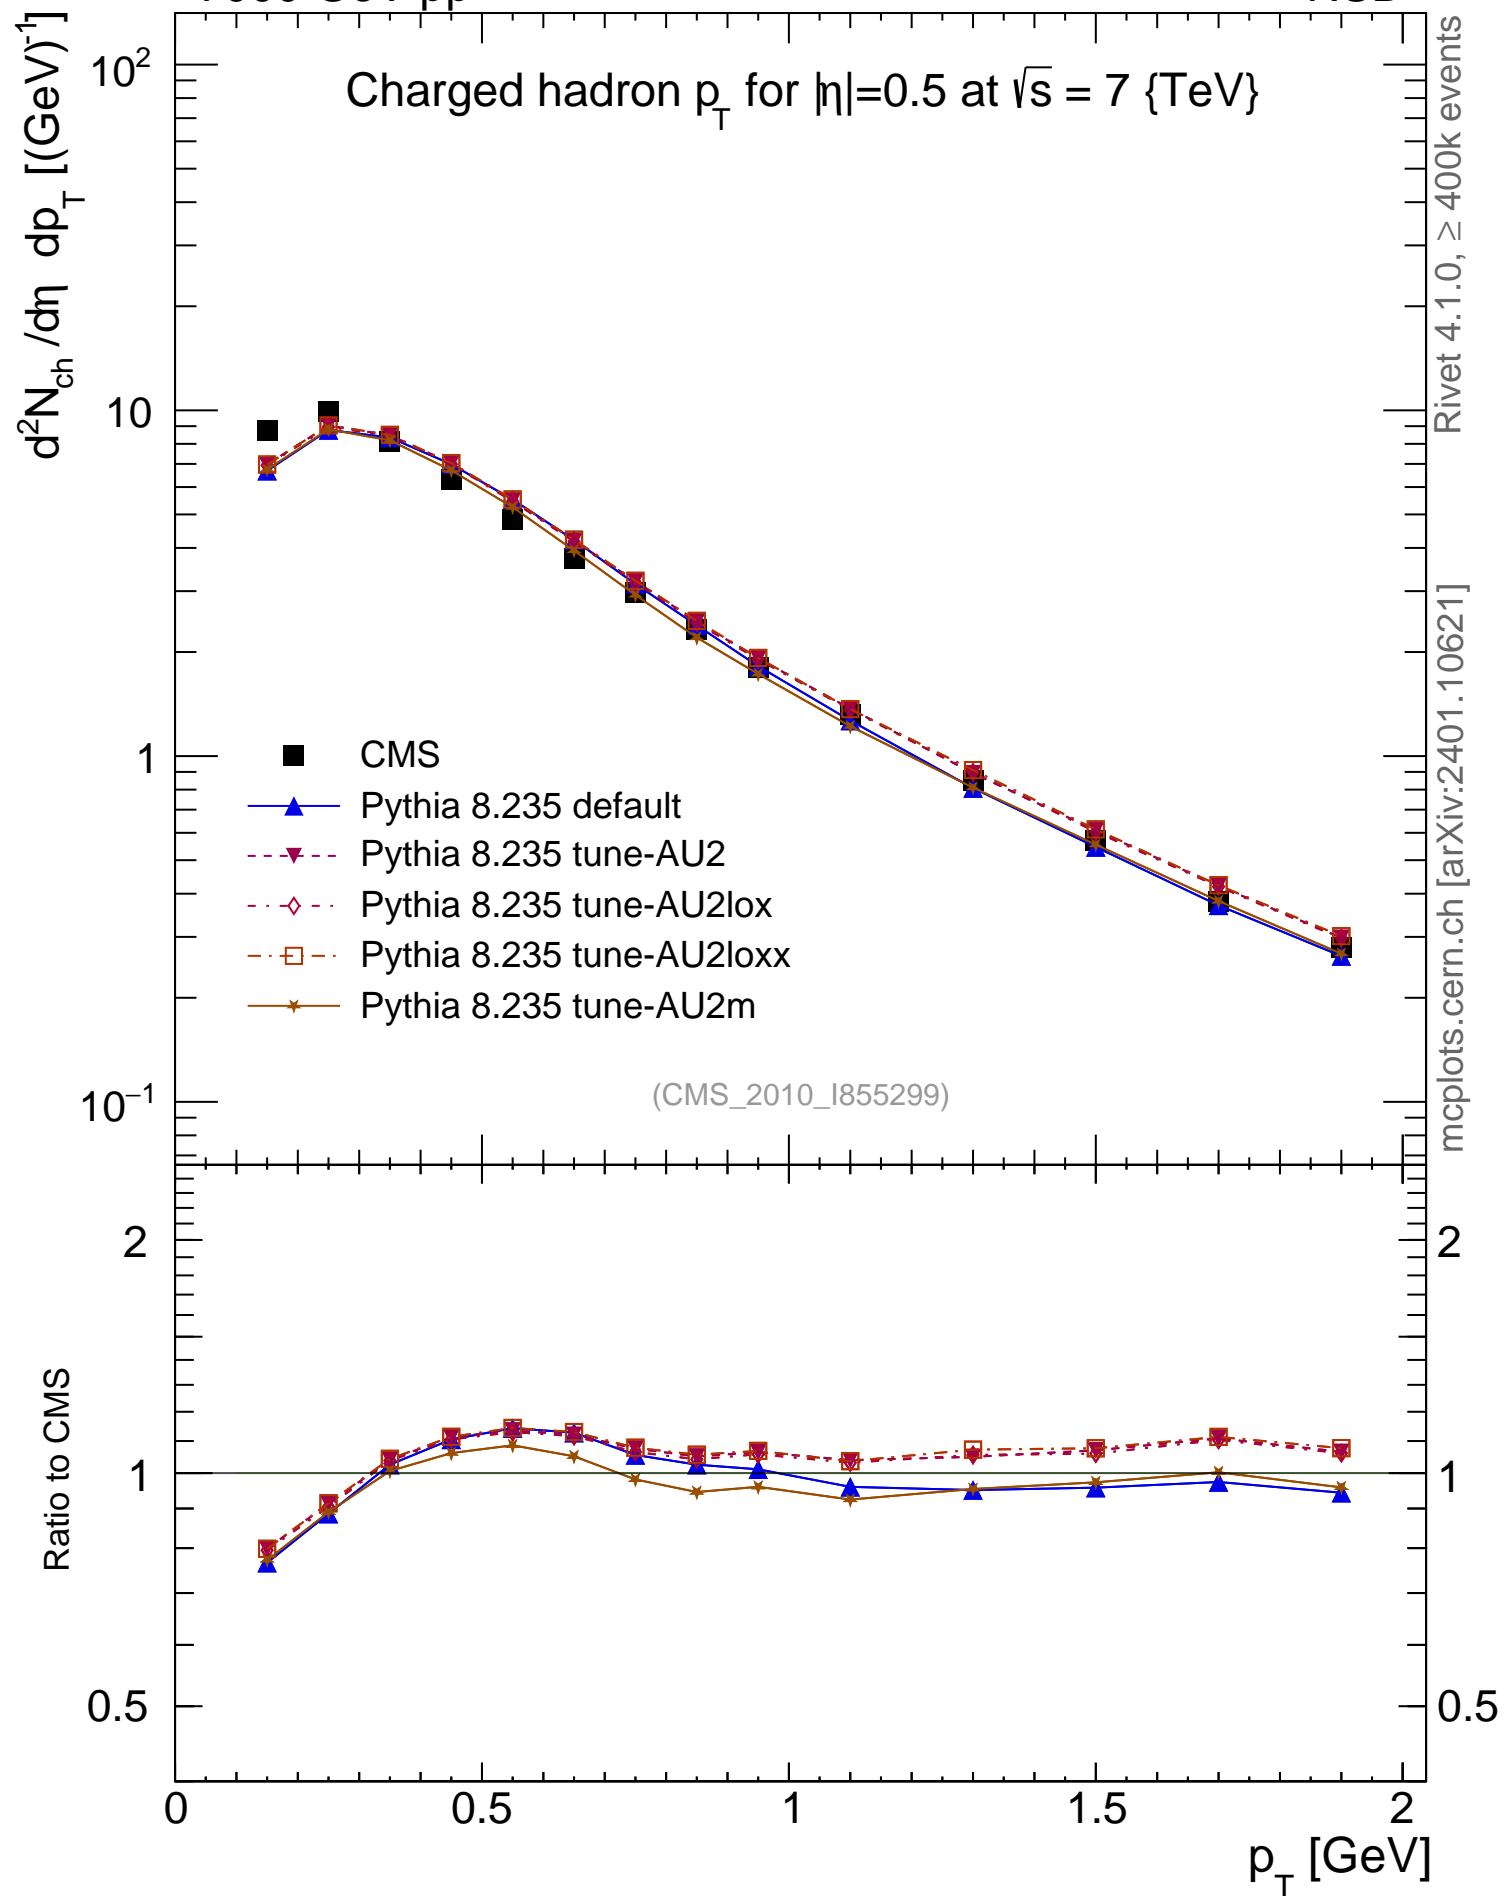 Charged hadron p_T for |η|=0.5 at √s = 7 {TeV}
d²N_ch/dη dp_T [(GeV)⁻¹]
10²
10
1
10⁻¹
CMS
Pythia 8.235 default
Pythia 8.235 tune-AU2
Pythia 8.235 tune-AU2lox
Pythia 8.235 tune-AU2loxx
Pythia 8.235 tune-AU2m
(CMS_2010_I855299)
Rivet 4.1.0, ≥ 400k events
mcplots.cern.ch [arXiv:2401.10621]
Ratio to CMS
2
1
0.5
2
1
0.5
0
0.5
1
1.5
2
p_T [GeV]